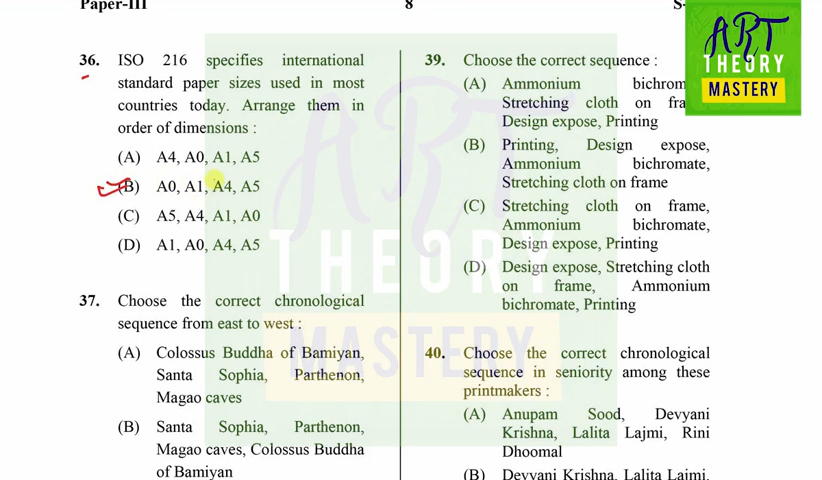 Paper-III
8
S-
36. ISO 216 specifies international
standard paper sizes used in most
countries today. Arrange them in
order of dimensions :
(A) A4, A0, A1, A5
(B) A0, A1, A4, A5
(C) A5, A4, A1, A0
(D) A1, A0, A4, A5
37. Choose the correct chronological
sequence from east to west :
(A) Colossus Buddha of Bamiyan,
Santa Sophia, Parthenon,
Magao caves
(B) Santa Sophia, Parthenon,
Magao caves, Colossus Buddha
of Bamiyan
39. Choose the correct sequence :
(A) Ammonium
Stretching cloth on
Design expose, Printing
(B) Printing, Design expose,
Ammonium bichromate,
Stretching cloth on frame
(C) Stretching cloth on frame,
Ammonium bichromate,
Design expose, Printing
(D) Design expose, Stretching cloth
on frame, Ammonium
bichromate, Printing
40. Choose the correct chronological
sequence in seniority among these
printmakers :
(A) Anupam Sood, Devyani
Krishna, Lalita Lajmi, Rini
Dhoomal
(B) Devyani Krishna, Lalita Lajmi,
ART
THEORY
MASTERY
ART
THEORY
MASTERY